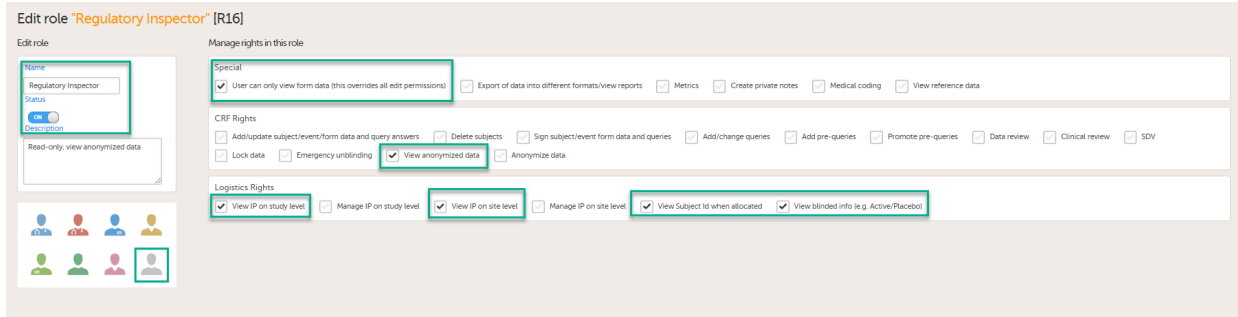 Edit role "Regulatory Inspector" [R16]
Edit role
Manage rights in this role
Name
Regulatory Inspector
Status
ON
Description
Read-only, view anonymized data
Special
User can only view form data (this overrides all edit permissions) Export of data into different formats/view reports Metrics Create private notes Medical coding View reference data
CRF Rights
Add/update subject/event/form data and query answers Delete subjects Sign subject/event form data and queries Add/change queries Add pre-queries Promote pre-queries Data review Clinical review SDV
Lock data Emergency unblinding View anonymized data Anonymize data
Logistics Rights
View IP on study level Manage IP on study level View IP on site level Manage IP on site level View Subject Id when allocated View blinded info (e.g. Active/Placebo)